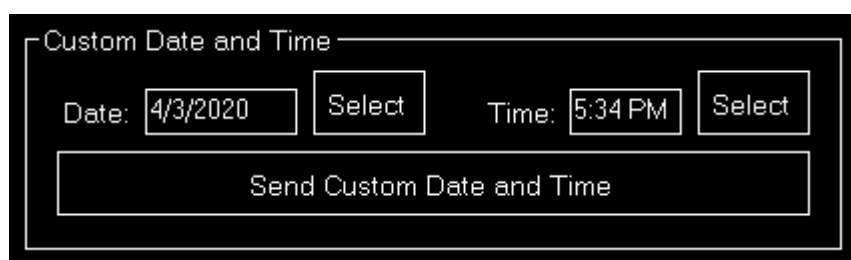 Custom Date and Time
Date: 4/3/2020 Select Time: 5:34 PM Select
Send Custom Date and Time